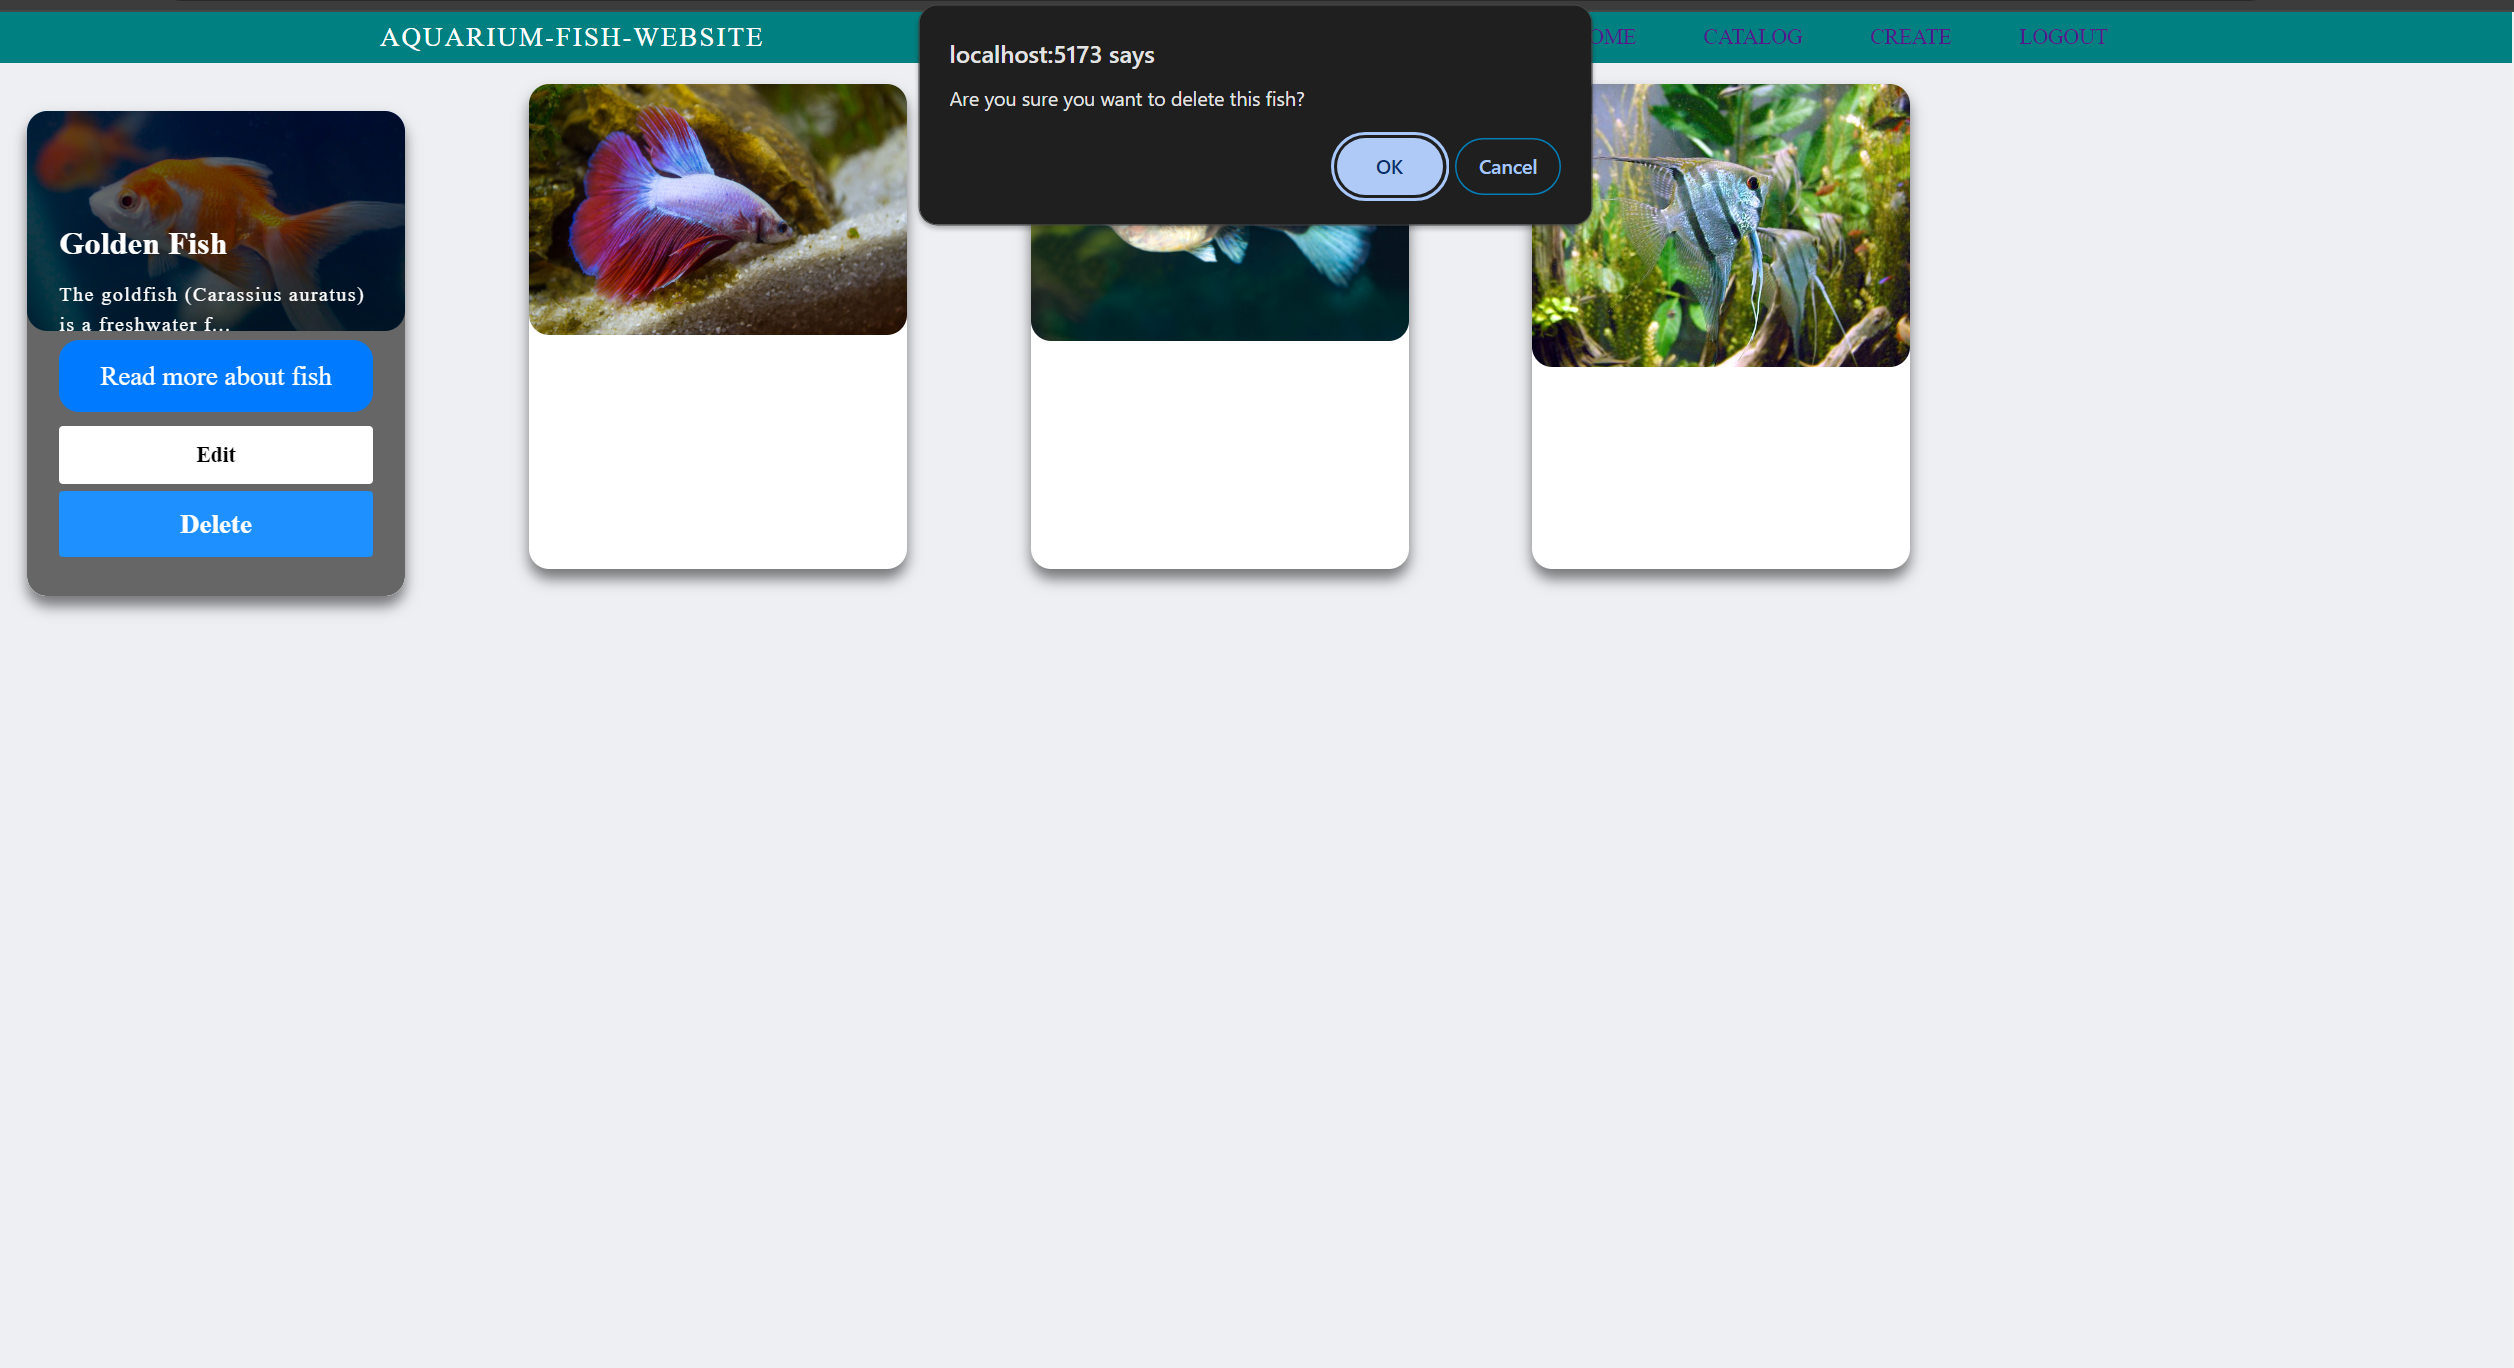 AQUARIUM-FISH-WEBSITE
CATALOG
CREATE
LOGOUT
localhost:5173 says
Are you sure you want to delete this fish?
OK
Cancel
Golden Fish
The goldfish (Carassius auratus)
is a freshwater f...
Read more about fish
Edit
Delete